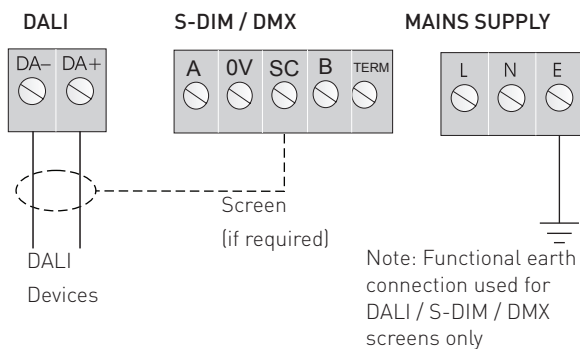 DALI
S-DIM / DMX
MAINS SUPPLY
DA– DA+
A 0V SC B TERM
L N E
Screen
(if required)
DALI
Devices
Note: Functional earth
connection used for
DALI / S-DIM / DMX
screens only